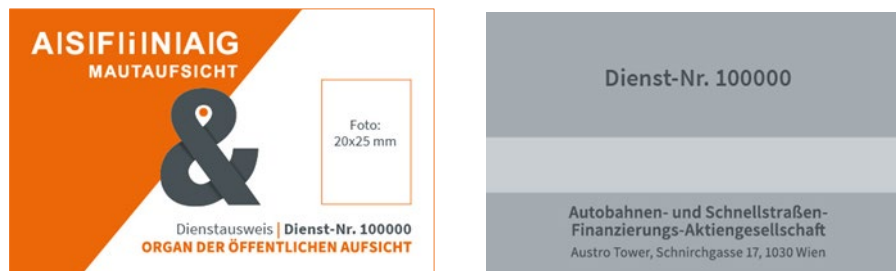 A|S|F|i|N|A|G
MAUTAUFSICHT
&
Foto:
20x25 mm
Dienstausweis | Dienst-Nr. 100000
ORGAN DER ÖFFENTLICHEN AUFSICHT
Dienst-Nr. 100000
Autobahnen- und Schnellstraßen-
Finanzierungs-Aktiengesellschaft
Austro Tower, Schnirchgasse 17, 1030 Wien